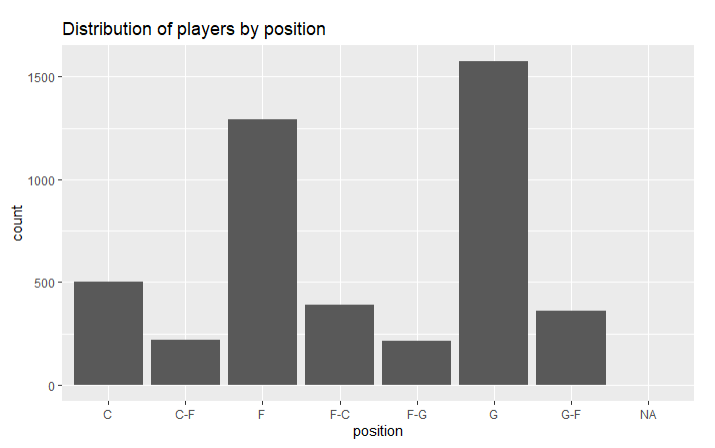 Distribution of players by position
count
1500
1000
500
0
C C-F F F-C F-G G G-F NA
position